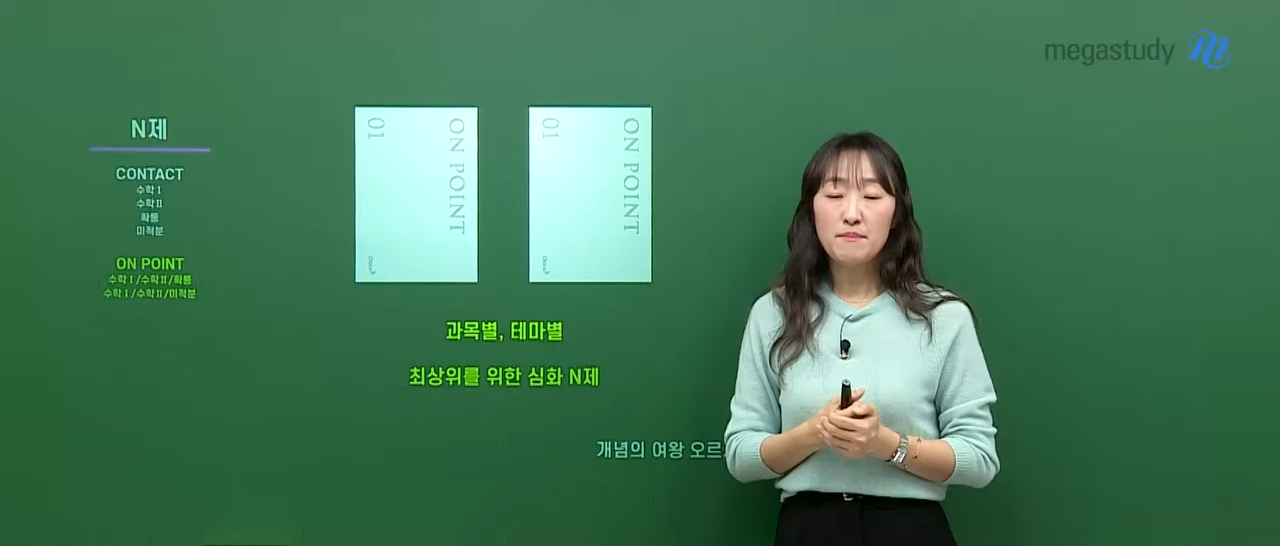 megastudy
N제
CONTACT
수학Ⅰ
수학Ⅱ
확통
미적분
ON POINT
수학Ⅰ/수학Ⅱ/확통
수학Ⅰ/수학Ⅱ/미적분
01
ON POINT
01
ON POINT
과목별, 테마별
최상위를 위한 심화 N제
개념의 여왕 오르